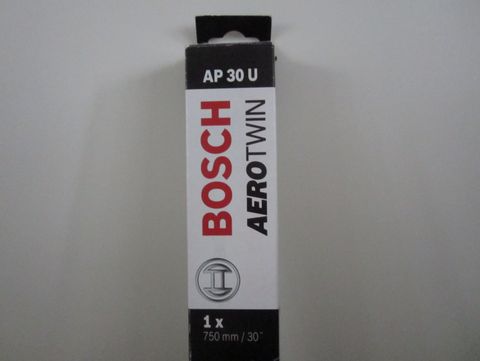 AP 30 U
BOSCH
AEROTWIN
1 x
750 mm / 30"